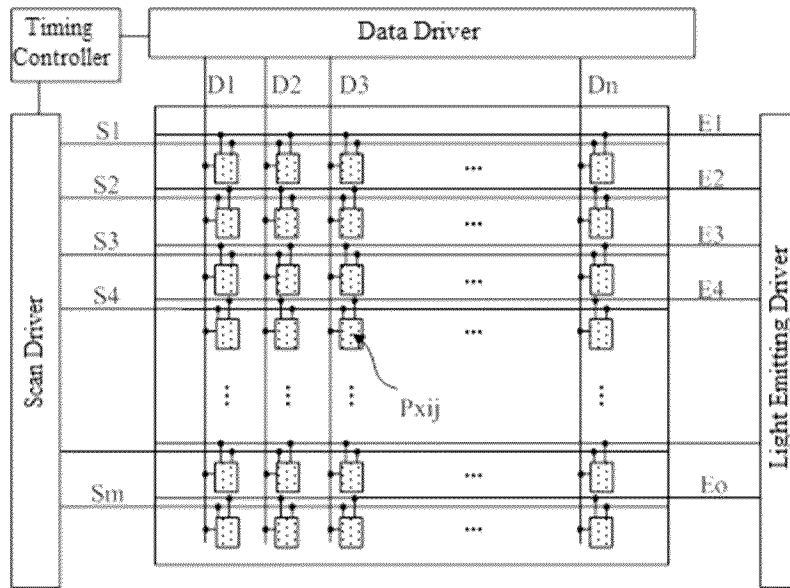 Timing
Controller
Data Driver
D1 D2 D3 Dn
S1 E1
...
S2 E2
...
S3 E3
...
S4 E4
...
... ... ... ...
Pxij
...
Sm Eo
...
Scan Driver
Light Emitting Driver